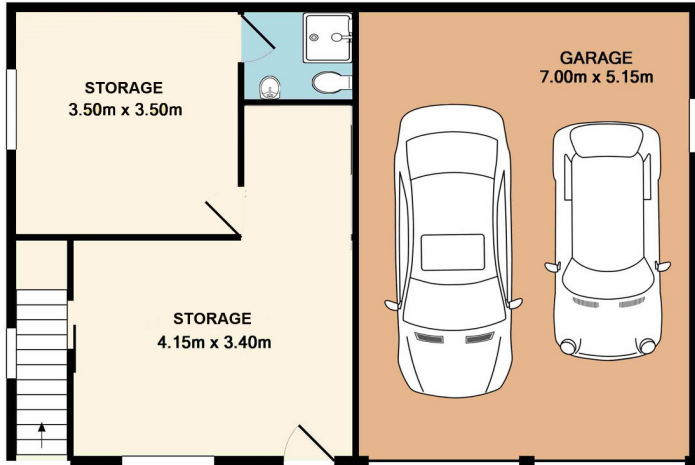 STORAGE
3.50m x 3.50m
GARAGE
7.00m x 5.15m
STORAGE
4.15m x 3.40m